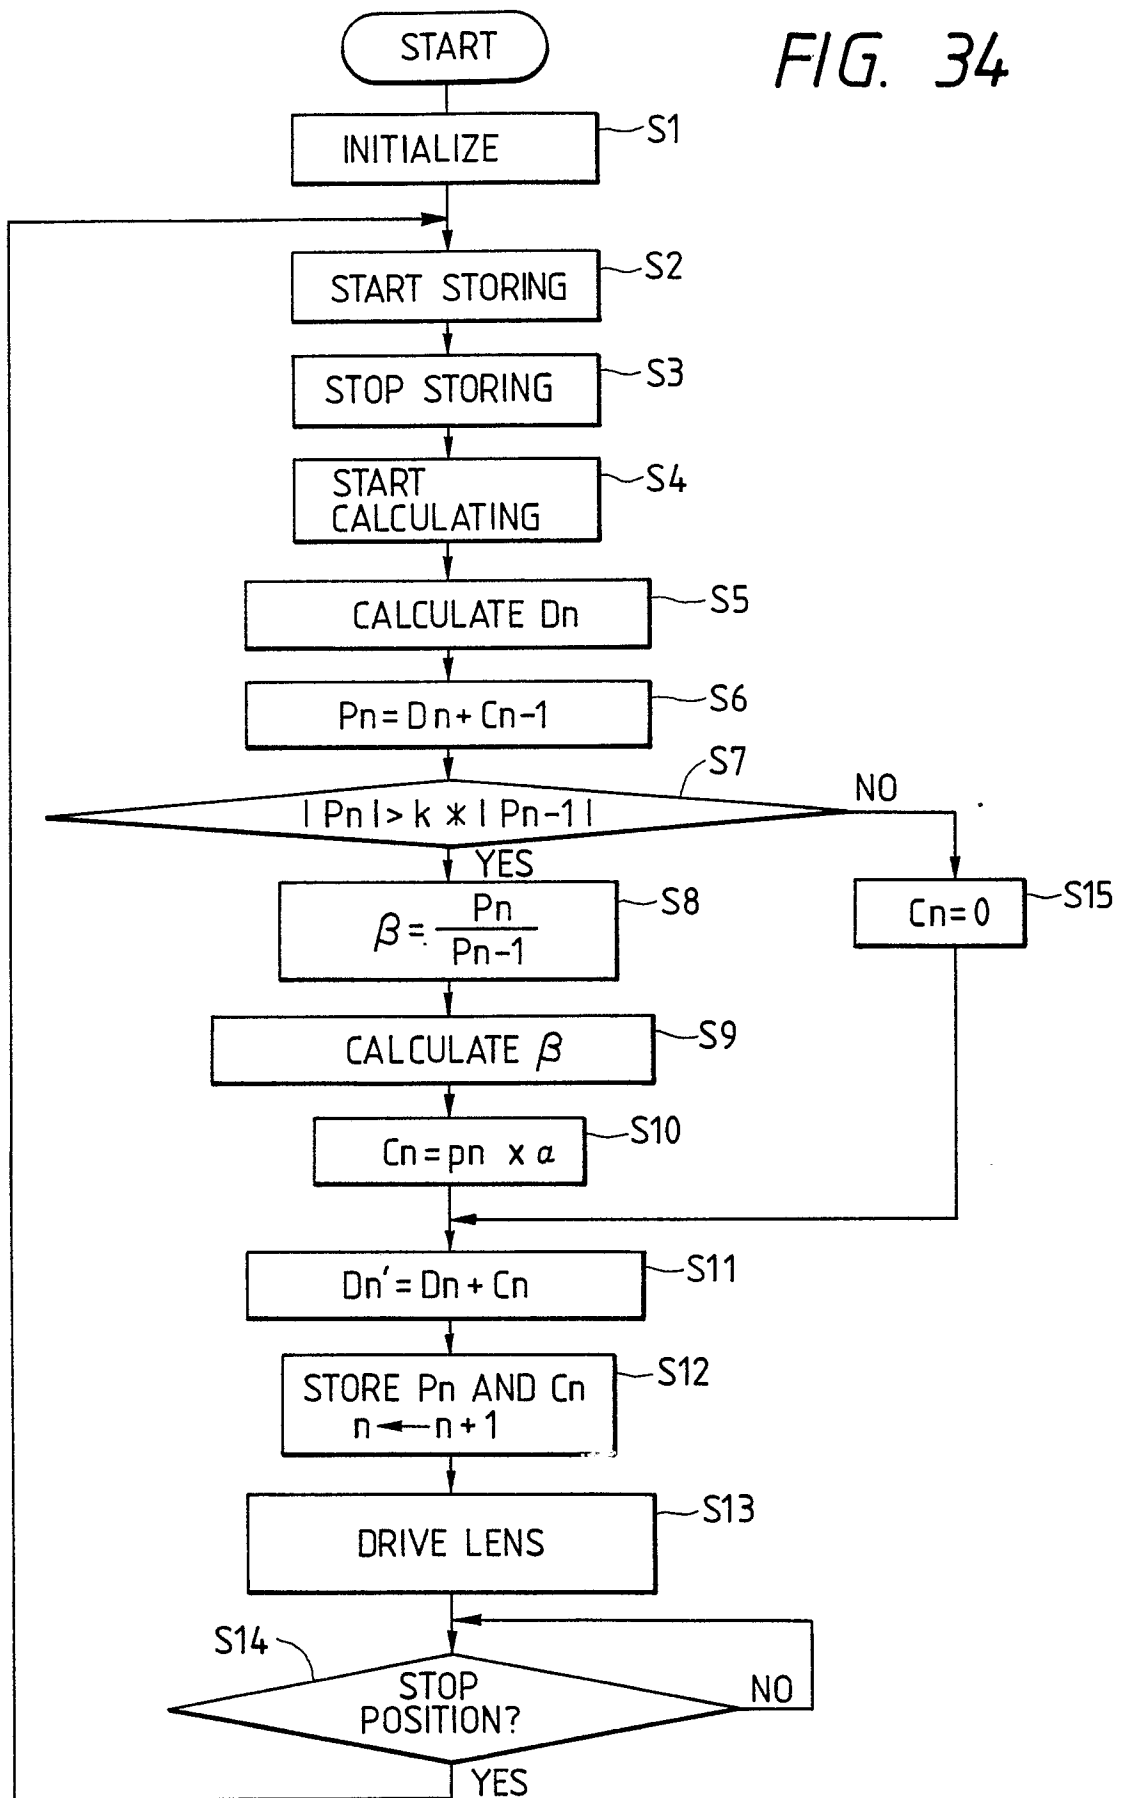 START
FIG. 34
INITIALIZE
S1
START STORING
S2
STOP STORING
S3
START
CALCULATING
S4
CALCULATE Dn
S5
Pn = Dn + Cn-1
S6
| Pn | > k * | Pn-1 |
S7
NO
YES
β = Pn / Pn-1
S8
Cn = 0
S15
CALCULATE β
S9
Cn = pn x α
S10
Dn' = Dn + Cn
S11
STORE Pn AND Cn
n ← n + 1
S12
DRIVE LENS
S13
S14
STOP
POSITION?
NO
YES